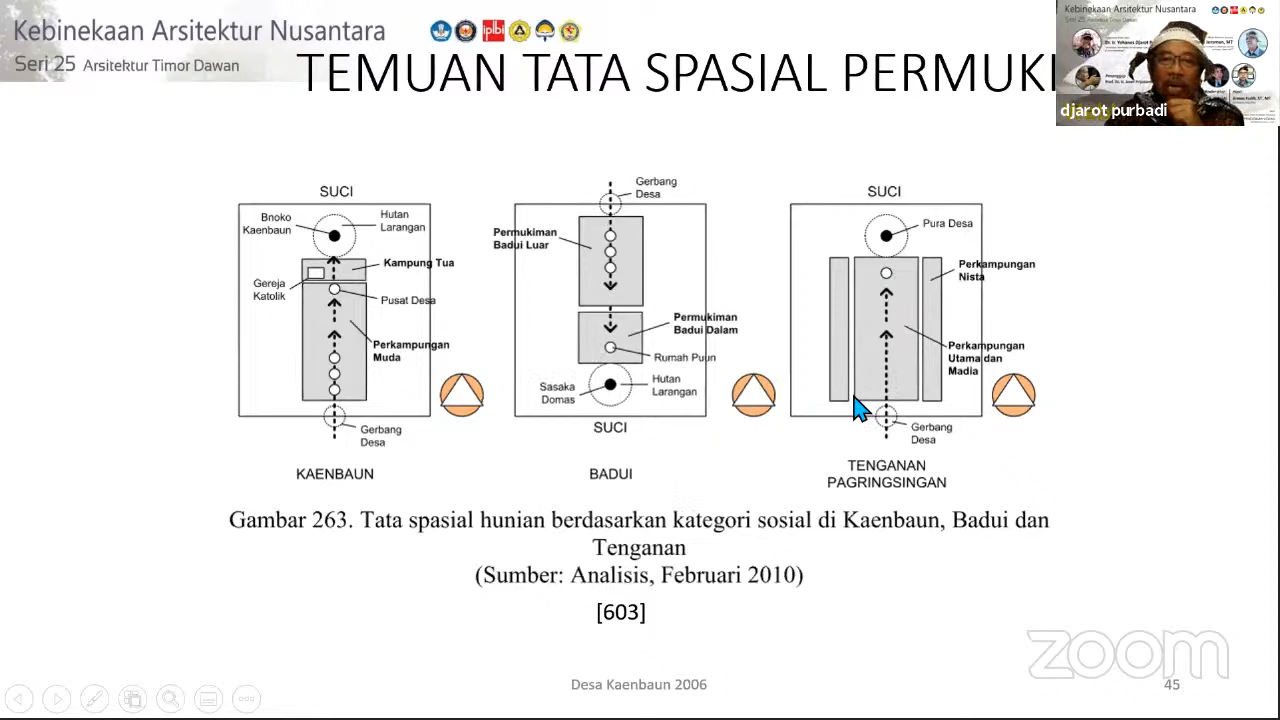 Kebinekaan Arsitektur Nusantara
iplbi
Seri 25 Arsitektur Timor Dawan
TEMUAN TATA SPASIAL PERMUKI
Kebinekaan Arsitektur Nusantara
djarot purbadi
SUCI
Bnoko
Kaenbaun
Hutan
Larangan
Kampung Tua
Gereja
Katolik
Pusat Desa
Perkampungan
Muda
Gerbang
Desa
KAENBAUN
Gerbang
Desa
Permukiman
Badui Luar
Permukiman
Badui Dalam
Rumah Puun
Sasaka
Domas
Hutan
Larangan
SUCI
BADUI
SUCI
Pura Desa
Perkampungan
Nista
Perkampungan
Utama dan
Madia
Gerbang
Desa
TENGANAN
PAGRINGSINGAN
Gambar 263. Tata spasial hunian berdasarkan kategori sosial di Kaenbaun, Badui dan
Tenganan
(Sumber: Analisis, Februari 2010)
[603]
zoom
Desa Kaenbaun 2006
45